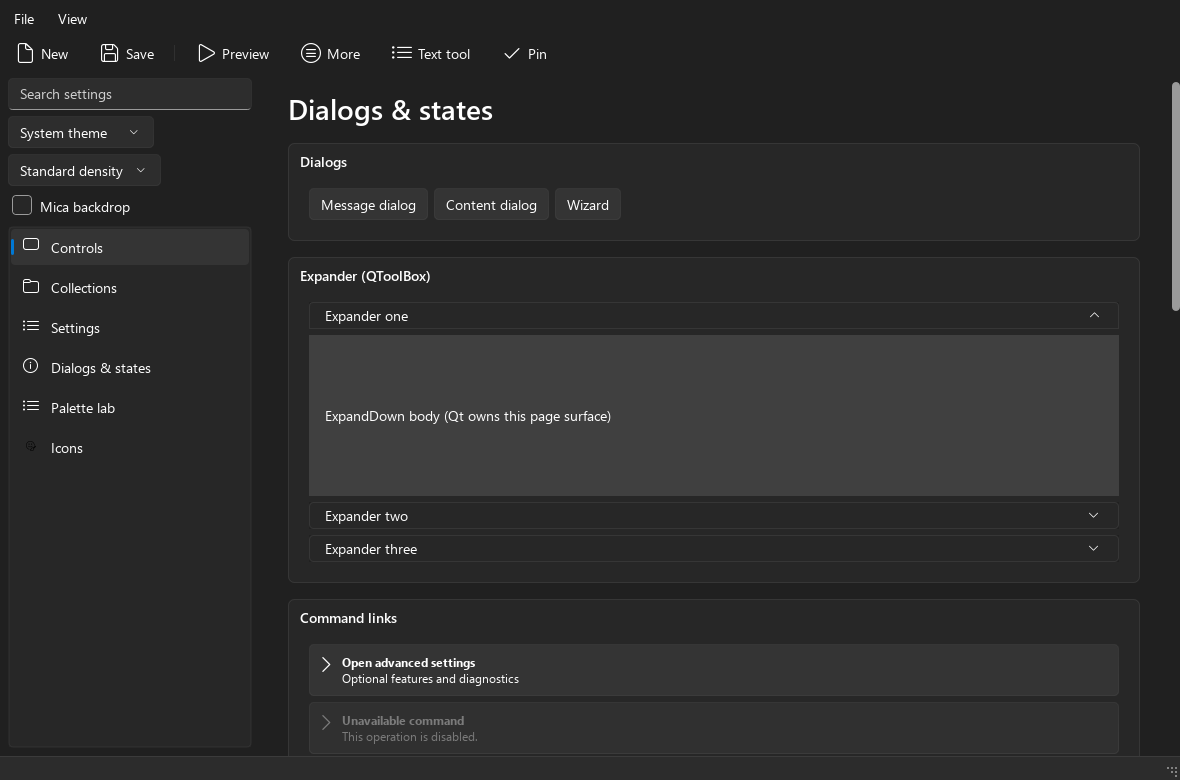 File View
New Save Preview More Text tool Pin
Search settings
System theme
Standard density
Mica backdrop
Controls
Collections
Settings
Dialogs & states
Palette lab
Icons
Dialogs & states
Dialogs
Message dialog Content dialog Wizard
Expander (QToolBox)
Expander one
ExpandDown body (Qt owns this page surface)
Expander two
Expander three
Command links
Open advanced settings
Optional features and diagnostics
Unavailable command
This operation is disabled.